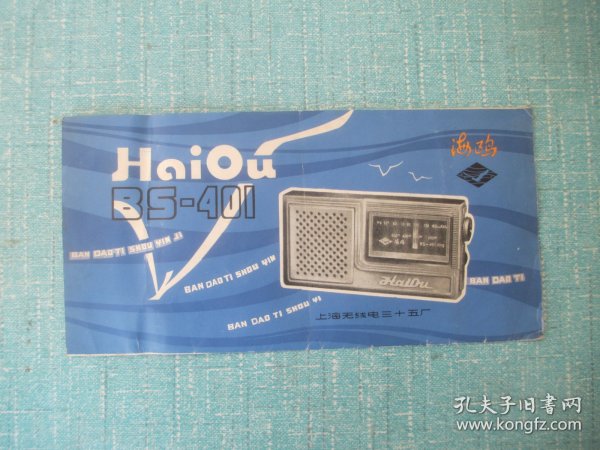 HaiOu
BS-401
海鸥
BAN DAO TI SHOU YIN JI
BAN DAO TI SHOU YIN
BAN DAO TI SHOU YI
BAN DAO TI
HaiOu
上海无线电三十五厂
孔夫子旧书网
www.kongfz.com